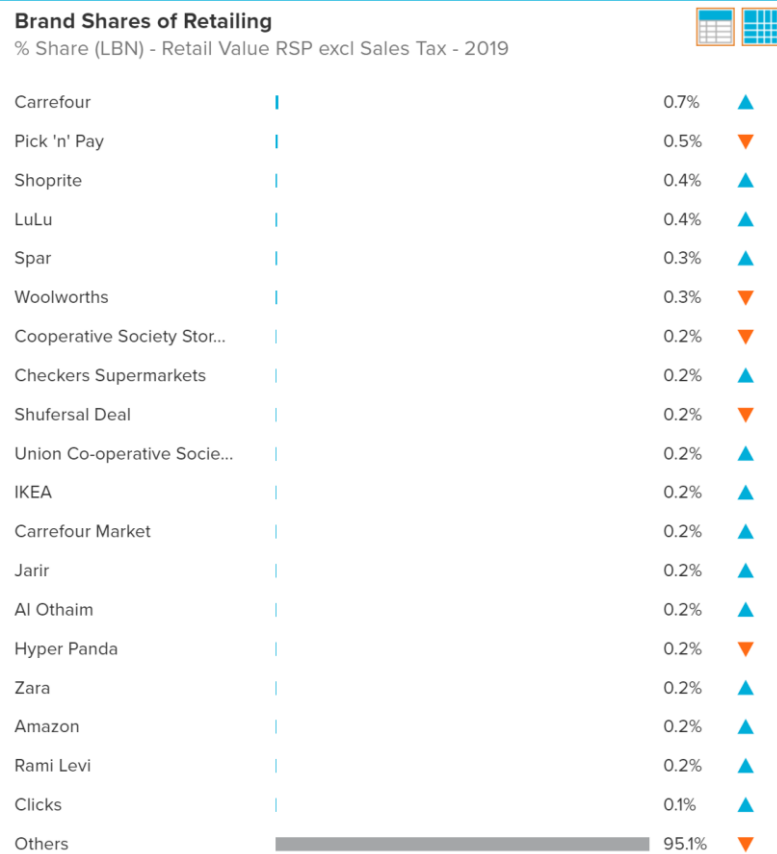 Brand Shares of Retailing
% Share (LBN) - Retail Value RSP excl Sales Tax - 2019
Carrefour 0.7%
Pick 'n' Pay 0.5%
Shoprite 0.4%
LuLu 0.4%
Spar 0.3%
Woolworths 0.3%
Cooperative Society Stor... 0.2%
Checkers Supermarkets 0.2%
Shufersal Deal 0.2%
Union Co-operative Socie... 0.2%
IKEA 0.2%
Carrefour Market 0.2%
Jarir 0.2%
Al Othaim 0.2%
Hyper Panda 0.2%
Zara 0.2%
Amazon 0.2%
Rami Levi 0.2%
Clicks 0.1%
Others 95.1%